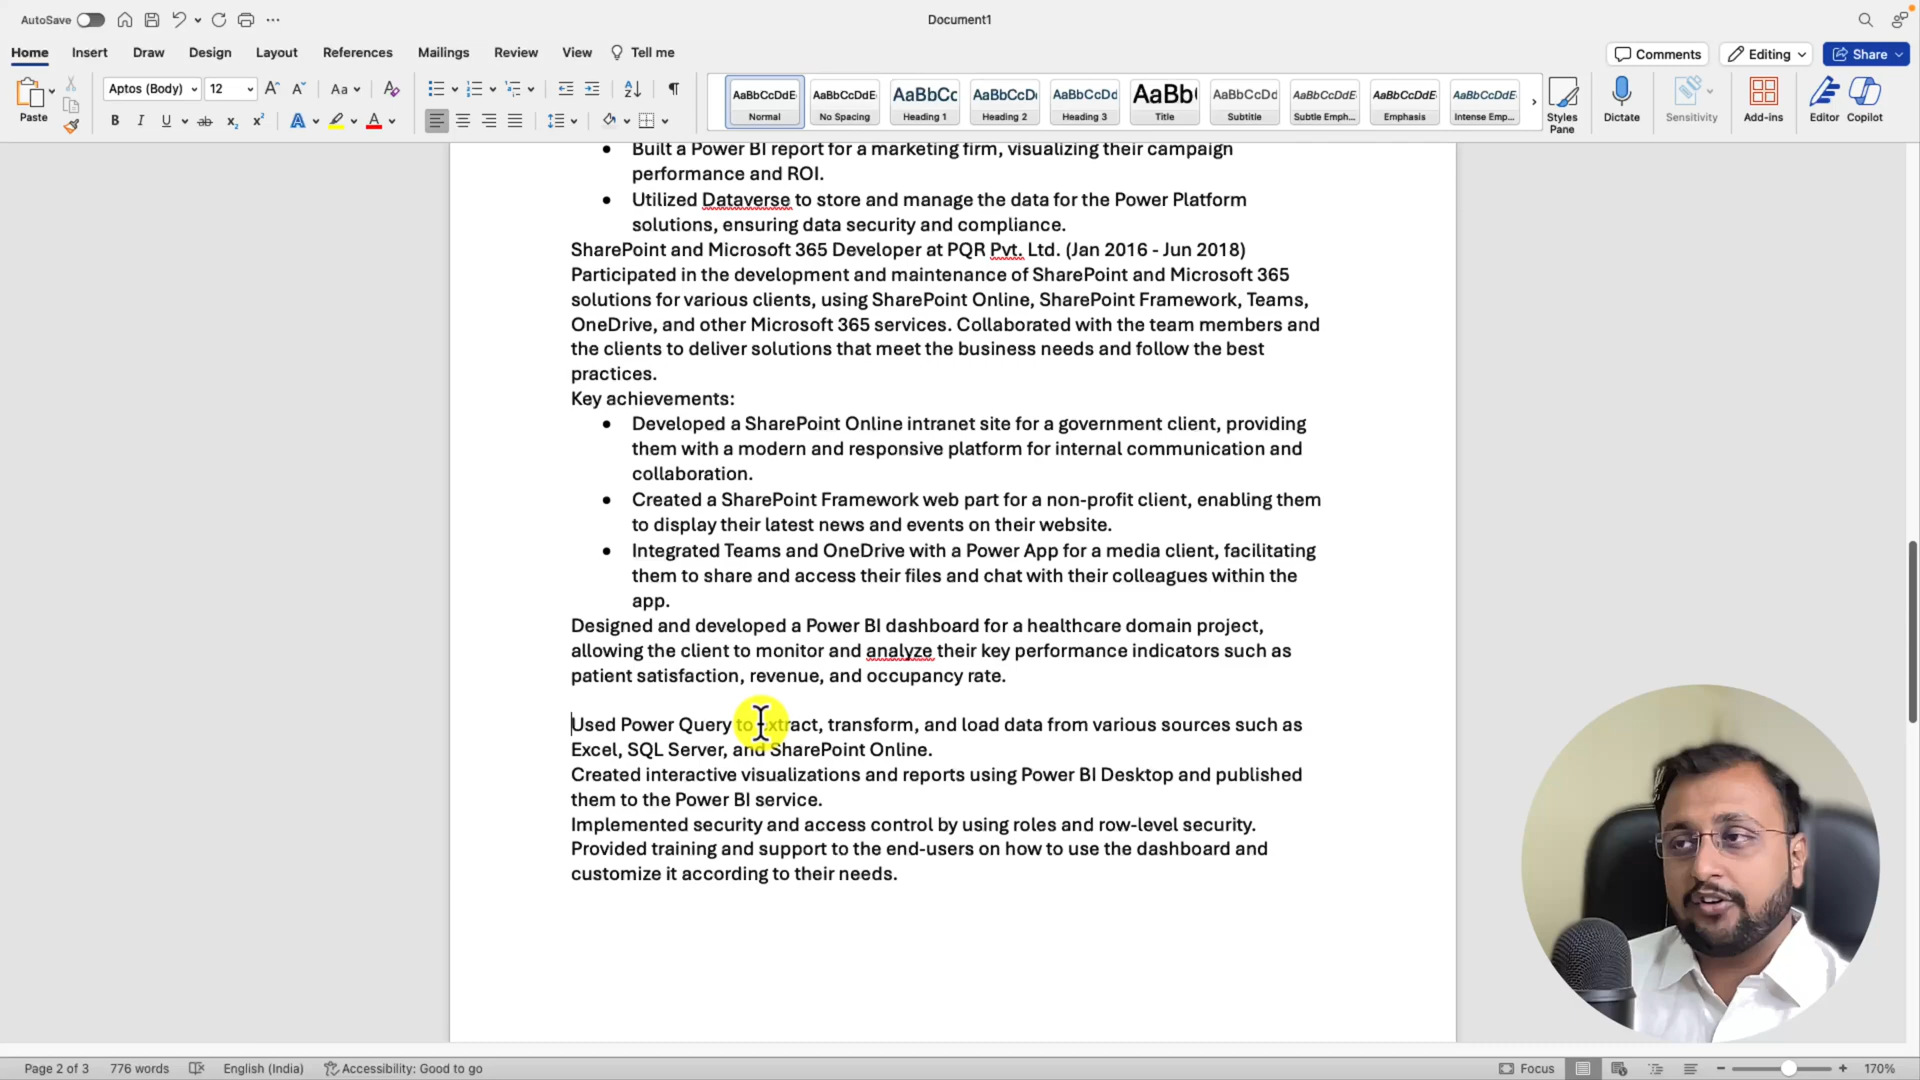 AutoSave
Document1
Home Insert Draw Design Layout References Mailings Review View Tell me
Comments Editing Share
Paste
Aptos (Body) 12 Aa
B I U ab x₂ x² A A
AaBbCcDdE Normal
AaBbCcDdE No Spacing
AaBbCc Heading 1
AaBbCcDd Heading 2
AaBbCcDd Heading 3
AaBb( Title
AaBbCcDd Subtitle
AaBbCcDdE Subtle Emph...
AaBbCcDdE Emphasis
AaBbCcDdE Intense Emp...
Styles Pane
Dictate
Sensitivity
Add-ins
Editor
Copilot
• Built a Power BI report for a marketing firm, visualizing their campaign
performance and ROI.
• Utilized Dataverse to store and manage the data for the Power Platform
solutions, ensuring data security and compliance.
SharePoint and Microsoft 365 Developer at PQR Pvt. Ltd. (Jan 2016 - Jun 2018)
Participated in the development and maintenance of SharePoint and Microsoft 365
solutions for various clients, using SharePoint Online, SharePoint Framework, Teams,
OneDrive, and other Microsoft 365 services. Collaborated with the team members and
the clients to deliver solutions that meet the business needs and follow the best
practices.
Key achievements:
• Developed a SharePoint Online intranet site for a government client, providing
them with a modern and responsive platform for internal communication and
collaboration.
• Created a SharePoint Framework web part for a non-profit client, enabling them
to display their latest news and events on their website.
• Integrated Teams and OneDrive with a Power App for a media client, facilitating
them to share and access their files and chat with their colleagues within the
app.
Designed and developed a Power BI dashboard for a healthcare domain project,
allowing the client to monitor and analyze their key performance indicators such as
patient satisfaction, revenue, and occupancy rate.
Used Power Query to extract, transform, and load data from various sources such as
Excel, SQL Server, and SharePoint Online.
Created interactive visualizations and reports using Power BI Desktop and published
them to the Power BI service.
Implemented security and access control by using roles and row-level security.
Provided training and support to the end-users on how to use the dashboard and
customize it according to their needs.
Page 2 of 3 776 words English (India) Accessibility: Good to go Focus 170%